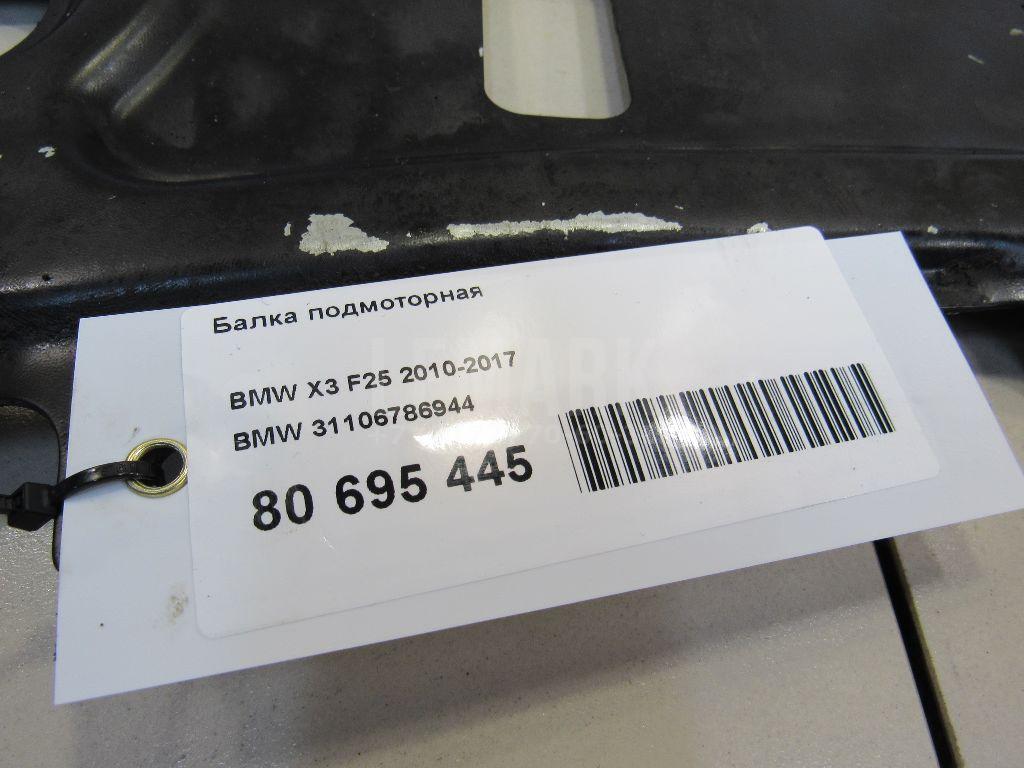 Балка подмоторная
BMW X3 F25 2010-2017
BMW 31106786944
80 695 445